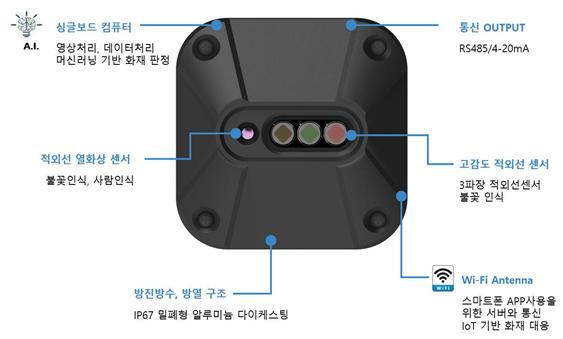 A.I.
싱글보드 컴퓨터
영상처리, 데이터처리
머신러닝 기반 화재 판정
통신 OUTPUT
RS485/4-20mA
적외선 열화상 센서
불꽃인식, 사람인식
고감도 적외선 센서
3파장 적외선센서
불꽃 인식
방진방수, 방열 구조
IP67 밀폐형 알루미늄 다이케스팅
WiFi
Wi-Fi Antenna
스마트폰 APP사용을
위한 서버와 통신
IoT 기반 화재 대응